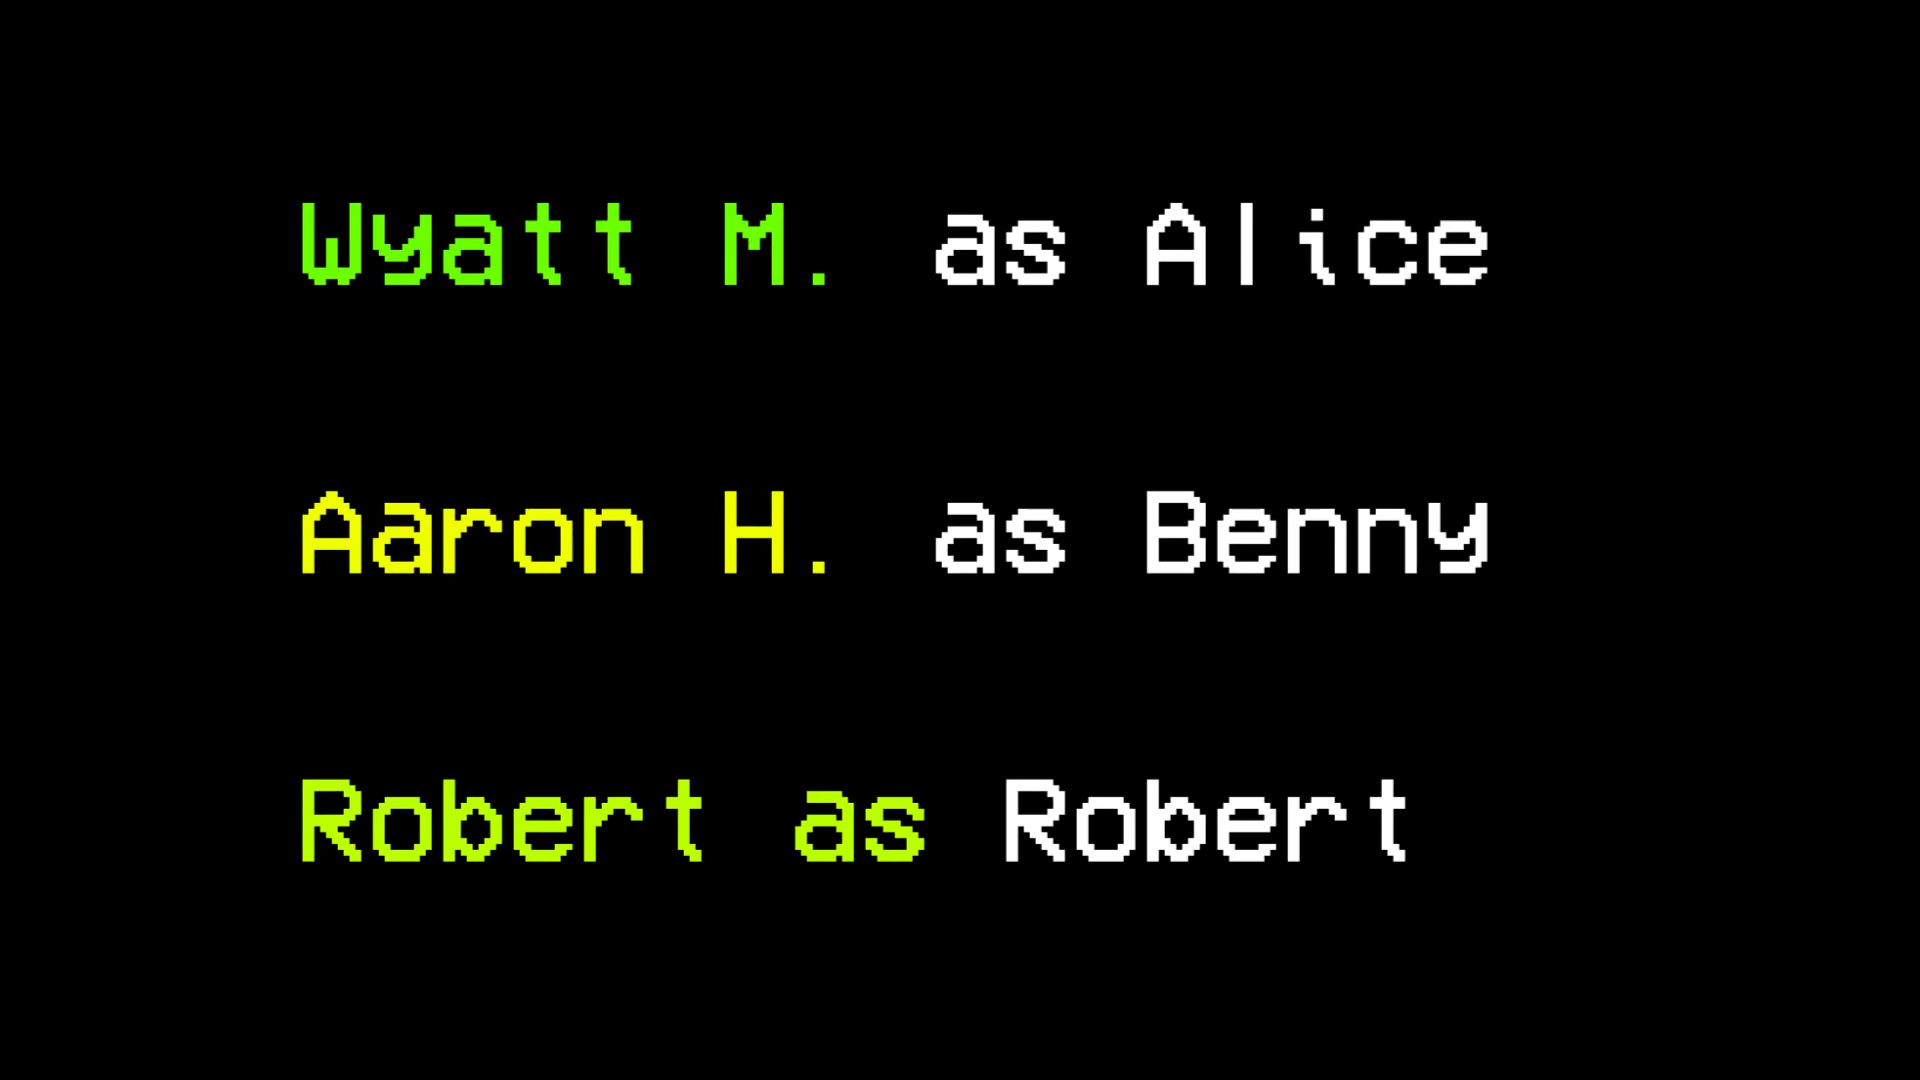 Wyatt M. as Alice
Aaron H. as Benny
Robert as Robert